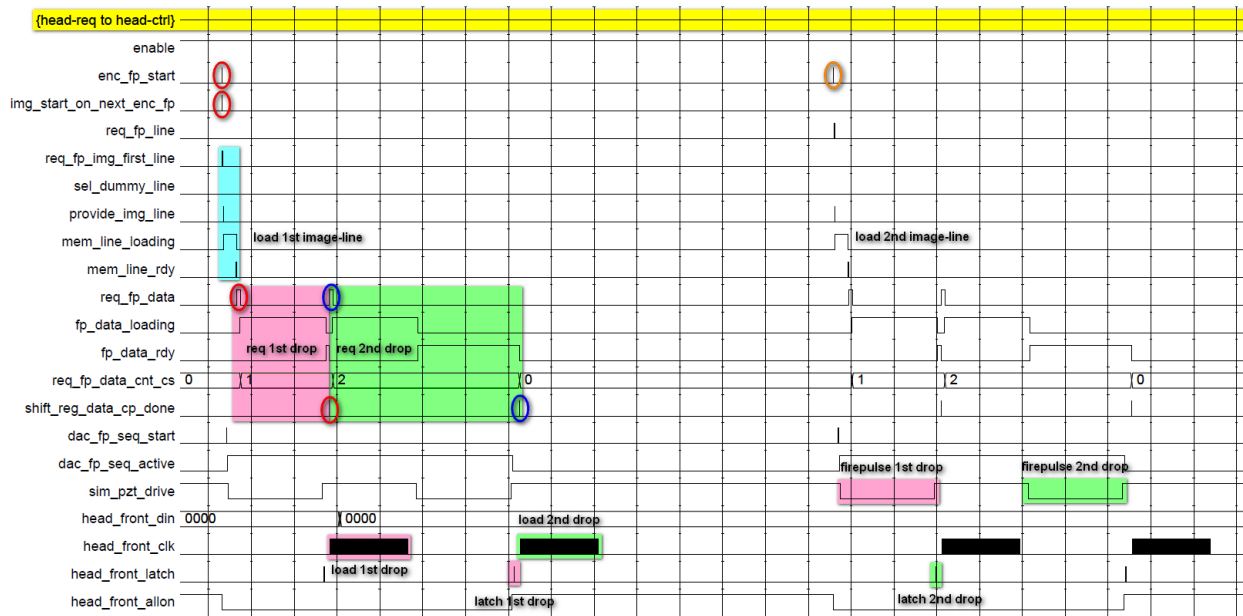 {head-req to head-ctrl}
enable
enc_fp_start
img_start_on_next_enc_fp
req_fp_line
req_fp_img_first_line
sel_dummy_line
provide_img_line
mem_line_loading load 1st image-line load 2nd image-line
mem_line_rdy
req_fp_data
fp_data_loading
fp_data_rdy req 1st drop req 2nd drop
req_fp_data_cnt_cs 0 1 2 0 1 2 0
shift_reg_data_cp_done
dac_fp_seq_start
dac_fp_seq_active firepulse 1st drop firepulse 2nd drop
sim_pzt_drive
head_front_din 0000 0000 load 2nd drop
head_front_clk
load 1st drop
head_front_latch
head_front_allon latch 1st drop latch 2nd drop